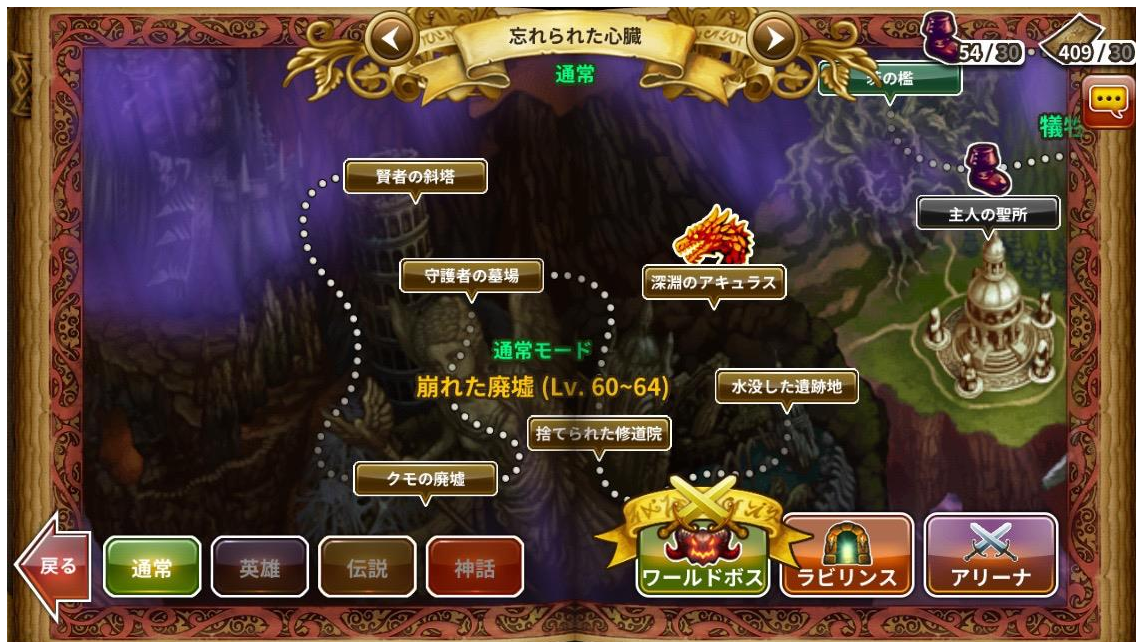 忘れられた心臓
通常
54/30
409/30
の檻
犠牲
賢者の斜塔
主人の聖所
守護者の墓場
深淵のアキュラス
通常モード
崩れた廃墟 (Lv. 60~64)
水没した遺跡地
捨てられた修道院
クモの廃墟
戻る
通常
英雄
伝説
神話
ワールドボス
ラビリンス
アリーナ